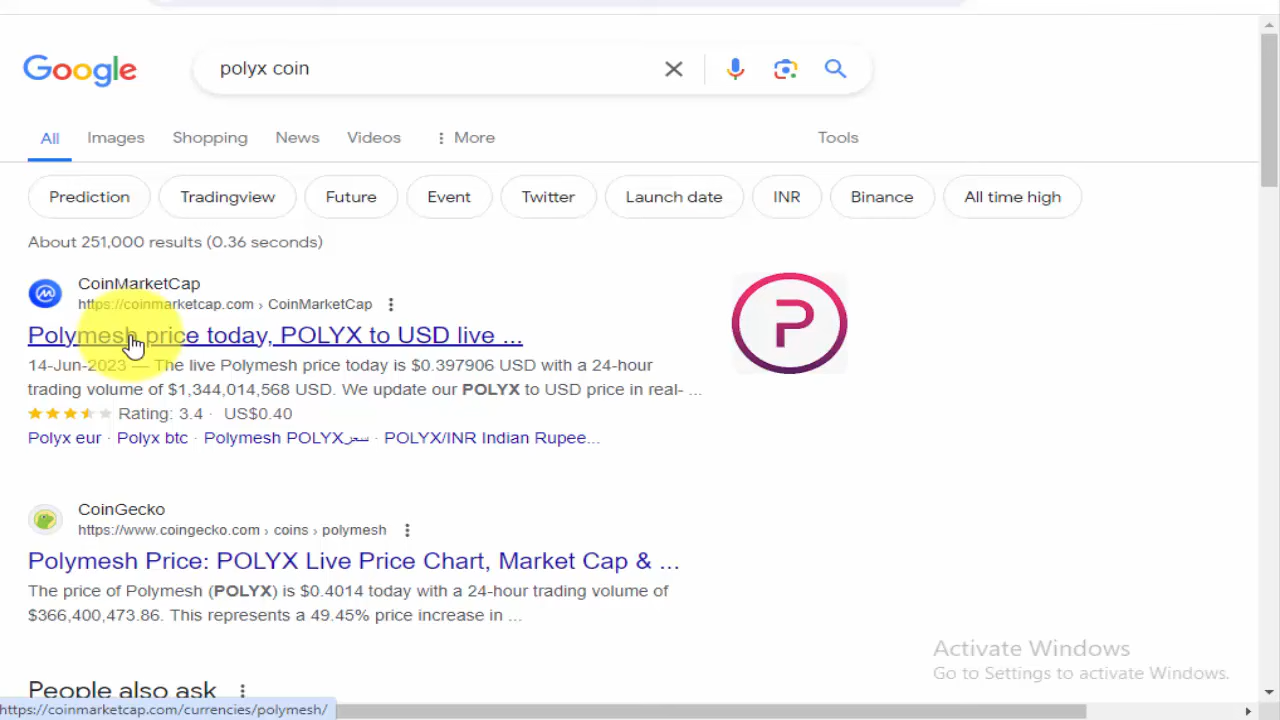 Google
polyx coin
All Images Shopping News Videos More Tools
Prediction Tradingview Future Event Twitter Launch date INR Binance All time high
About 251,000 results (0.36 seconds)
CoinMarketCap
https://coinmarketcap.com › CoinMarketCap
Polymesh price today, POLYX to USD live ...
14-Jun-2023 — The live Polymesh price today is $0.397906 USD with a 24-hour
trading volume of $1,344,014,568 USD. We update our POLYX to USD price in real- ...
Rating: 3.4 · US$0.40
Polyx eur · Polyx btc · Polymesh POLYXسعر · POLYX/INR Indian Rupee...
P
CoinGecko
https://www.coingecko.com › coins › polymesh
Polymesh Price: POLYX Live Price Chart, Market Cap & ...
The price of Polymesh (POLYX) is $0.4014 today with a 24-hour trading volume of
$366,400,473.86. This represents a 49.45% price increase in ...
People also ask
Activate Windows
Go to Settings to activate Windows.
https://coinmarketcap.com/currencies/polymesh/